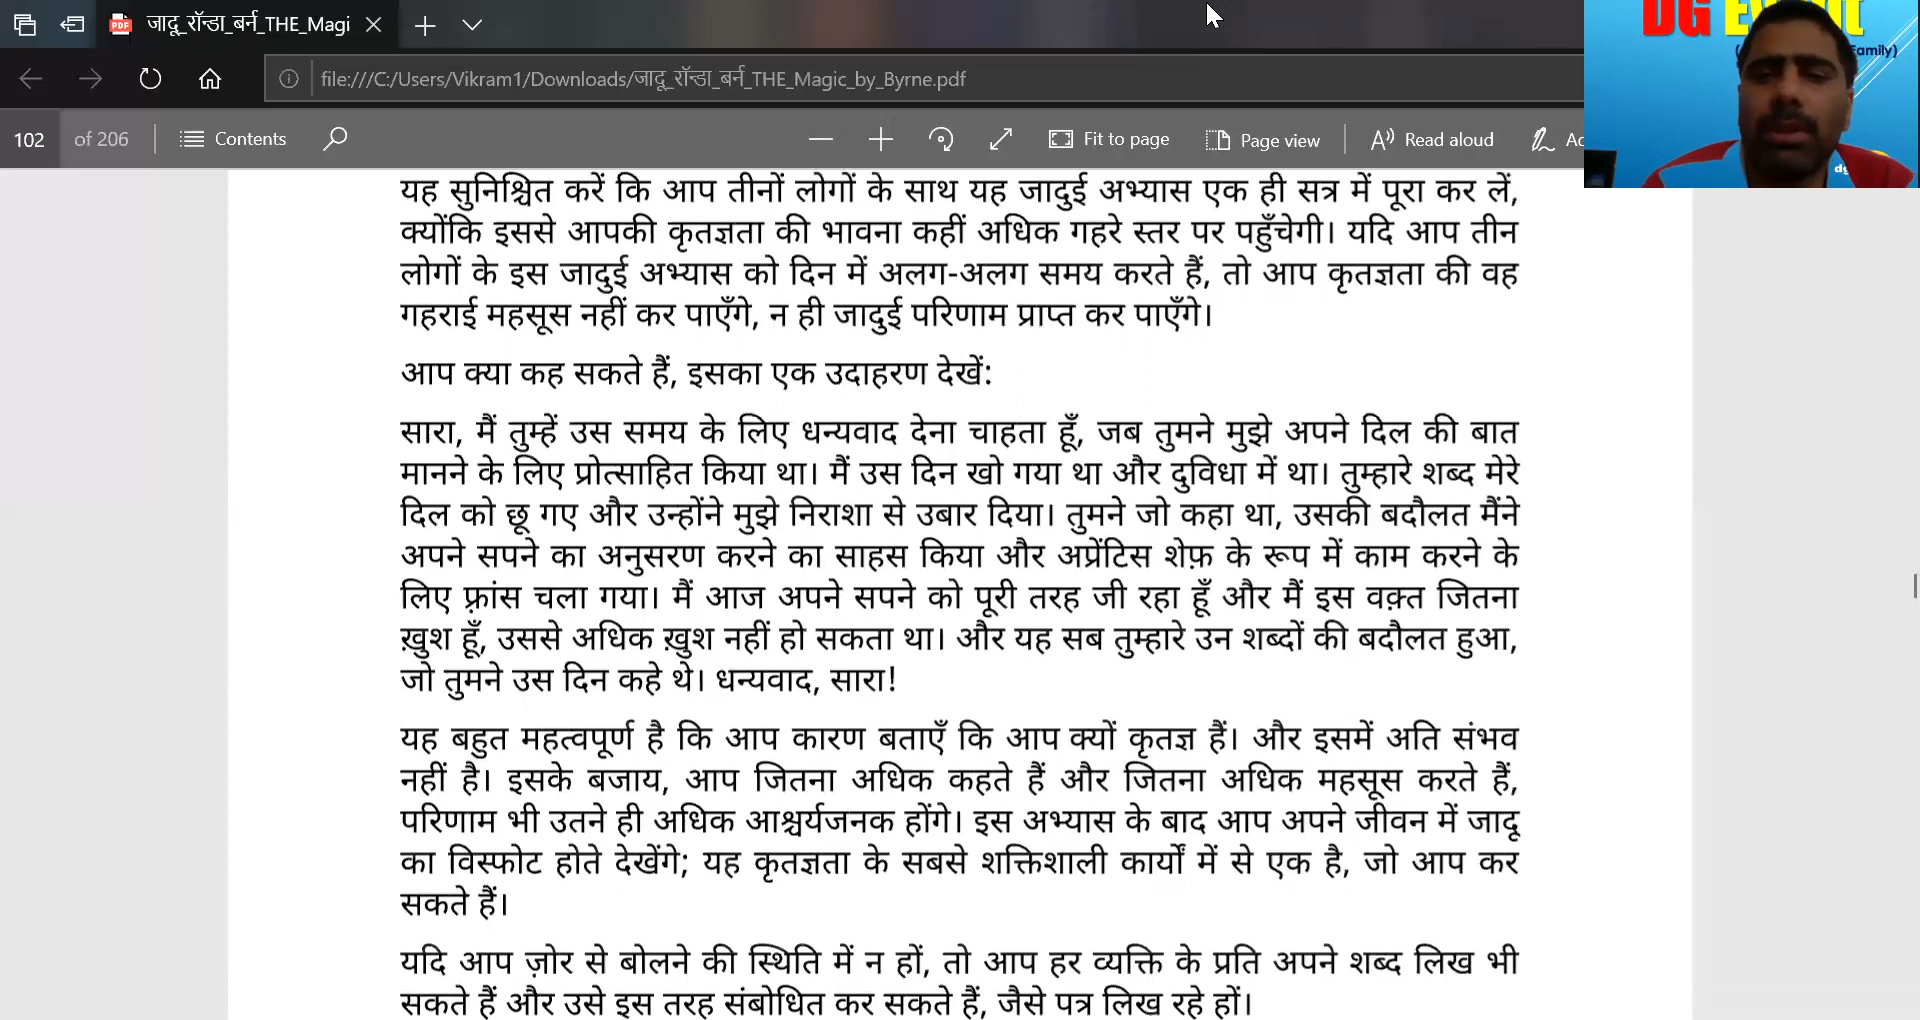 जादू_रॉन्डा_बर्न_THE_Magi
file:///C:/Users/Vikram1/Downloads/जादू_रॉन्डा_बर्न_THE_Magic_by_Byrne.pdf
102 of 206 Contents Fit to page Page view Read aloud
DG
Family)
dg
यह सुनिश्चित करें कि आप तीनों लोगों के साथ यह जादुई अभ्यास एक ही सत्र में पूरा कर लें,
क्योंकि इससे आपकी कृतज्ञता की भावना कहीं अधिक गहरे स्तर पर पहुँचेगी। यदि आप तीन
लोगों के इस जादुई अभ्यास को दिन में अलग-अलग समय करते हैं, तो आप कृतज्ञता की वह
गहराई महसूस नहीं कर पाएँगे, न ही जादुई परिणाम प्राप्त कर पाएँगे।
आप क्या कह सकते हैं, इसका एक उदाहरण देखें:
सारा, मैं तुम्हें उस समय के लिए धन्यवाद देना चाहता हूँ, जब तुमने मुझे अपने दिल की बात
मानने के लिए प्रोत्साहित किया था। मैं उस दिन खो गया था और दुविधा में था। तुम्हारे शब्द मेरे
दिल को छू गए और उन्होंने मुझे निराशा से उबार दिया। तुमने जो कहा था, उसकी बदौलत मैंने
अपने सपने का अनुसरण करने का साहस किया और अप्रेंटिस शेफ़ के रूप में काम करने के
लिए फ़्रांस चला गया। मैं आज अपने सपने को पूरी तरह जी रहा हूँ और मैं इस वक़्त जितना
ख़ुश हूँ, उससे अधिक ख़ुश नहीं हो सकता था। और यह सब तुम्हारे उन शब्दों की बदौलत हुआ,
जो तुमने उस दिन कहे थे। धन्यवाद, सारा!
यह बहुत महत्वपूर्ण है कि आप कारण बताएँ कि आप क्यों कृतज्ञ हैं। और इसमें अति संभव
नहीं है। इसके बजाय, आप जितना अधिक कहते हैं और जितना अधिक महसूस करते हैं,
परिणाम भी उतने ही अधिक आश्चर्यजनक होंगे। इस अभ्यास के बाद आप अपने जीवन में जादू
का विस्फोट होते देखेंगे; यह कृतज्ञता के सबसे शक्तिशाली कार्यों में से एक है, जो आप कर
सकते हैं।
यदि आप ज़ोर से बोलने की स्थिति में न हों, तो आप हर व्यक्ति के प्रति अपने शब्द लिख भी
सकते हैं और उसे इस तरह संबोधित कर सकते हैं, जैसे पत्र लिख रहे हों।